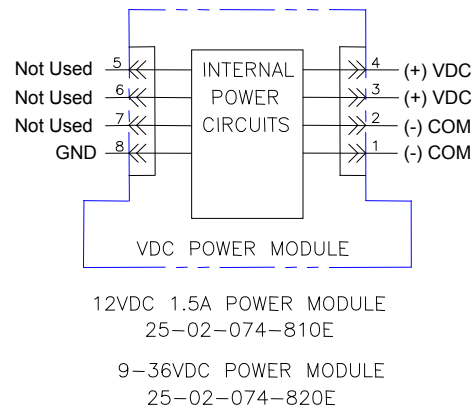 Not Used 5 INTERNAL 4 (+) VDC
Not Used 6 POWER 3 (+) VDC
Not Used 7 CIRCUITS 2 (-) COM
GND 8 1 (-) COM
VDC POWER MODULE
12VDC 1.5A POWER MODULE
25-02-074-810E
9-36VDC POWER MODULE
25-02-074-820E